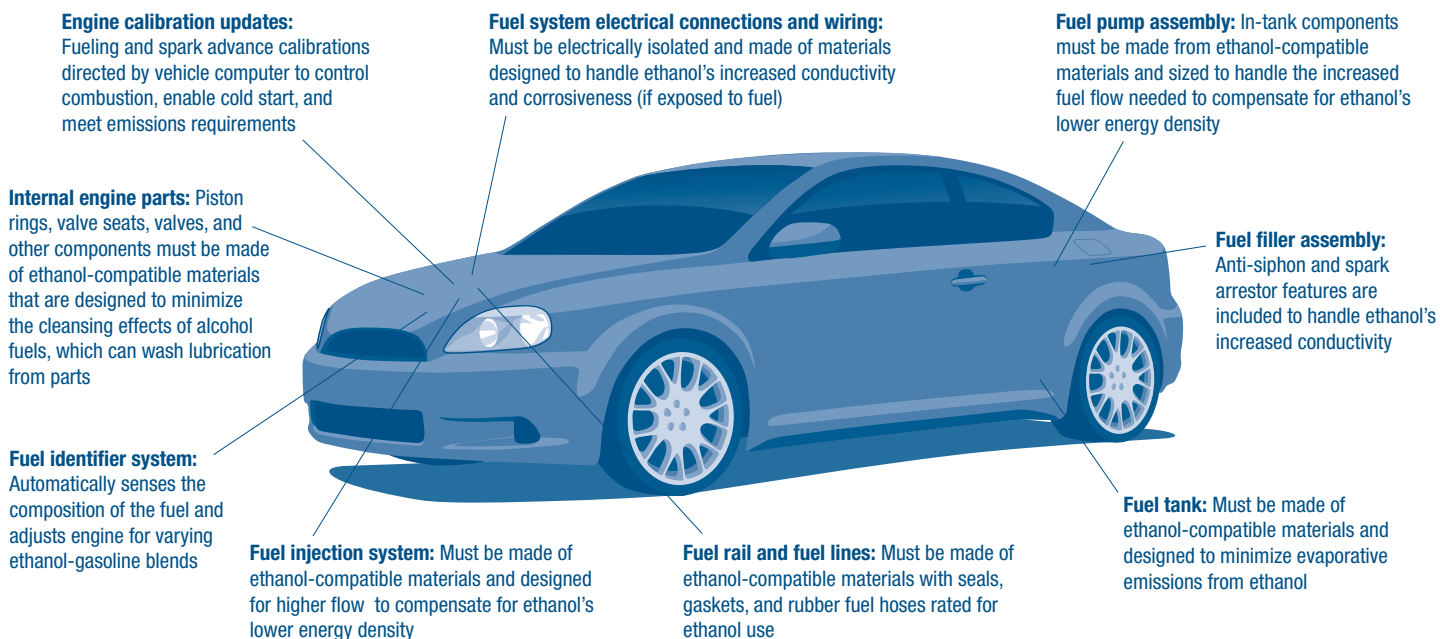 Engine calibration updates:
Fueling and spark advance calibrations
directed by vehicle computer to control
combustion, enable cold start, and
meet emissions requirements
Fuel system electrical connections and wiring:
Must be electrically isolated and made of materials
designed to handle ethanol's increased conductivity
and corrosiveness (if exposed to fuel)
Fuel pump assembly: In-tank components
must be made from ethanol-compatible
materials and sized to handle the increased
fuel flow needed to compensate for ethanol's
lower energy density
Internal engine parts: Piston
rings, valve seats, valves, and
other components must be made
of ethanol-compatible materials
that are designed to minimize
the cleansing effects of alcohol
fuels, which can wash lubrication
from parts
Fuel filler assembly:
Anti-siphon and spark
arrestor features are
included to handle ethanol's
increased conductivity
Fuel identifier system:
Automatically senses the
composition of the fuel and
adjusts engine for varying
ethanol-gasoline blends
Fuel injection system: Must be made of
ethanol-compatible materials and designed
for higher flow to compensate for ethanol's
lower energy density
Fuel rail and fuel lines: Must be made of
ethanol-compatible materials with seals,
gaskets, and rubber fuel hoses rated for
ethanol use
Fuel tank: Must be made of
ethanol-compatible materials and
designed to minimize evaporative
emissions from ethanol